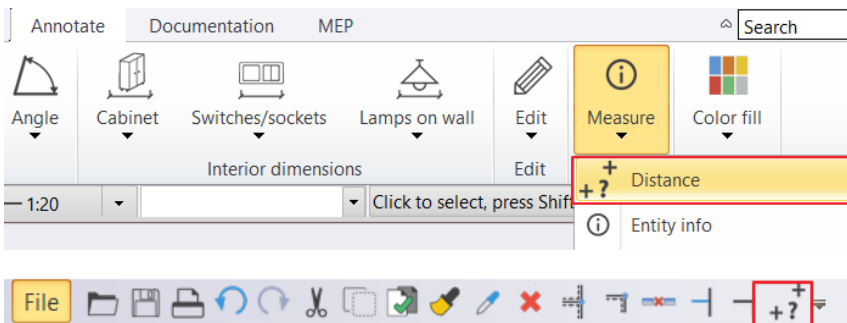 Annotate Documentation MEP Search
Angle Cabinet Switches/sockets Lamps on wall Edit Measure Color fill
Interior dimensions Edit
Distance
1:20 Click to select, press Shift
Entity info
File